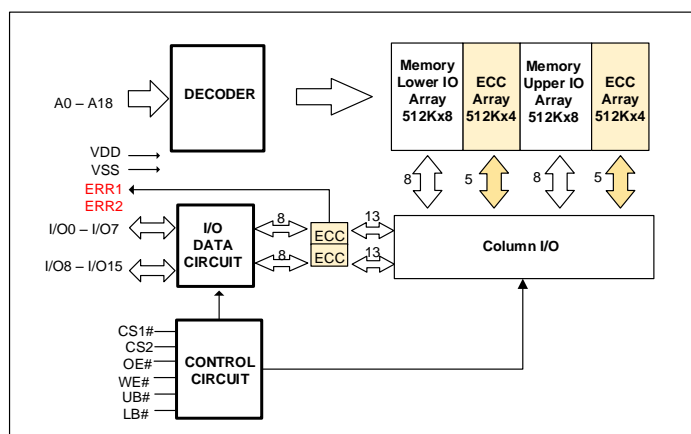 A0 – A18
DECODER
Memory
Lower IO
Array
512Kx8
ECC
Array
512Kx4
Memory
Upper IO
Array
512Kx8
ECC
Array
512Kx4
VDD
VSS
ERR1
ERR2
8
5
8
5
I/O0 – I/O7
I/O8 – I/O15
I/O
DATA
CIRCUIT
8
8
ECC
ECC
13
13
Column I/O
CS1#
CS2
OE#
WE#
UB#
LB#
CONTROL
CIRCUIT